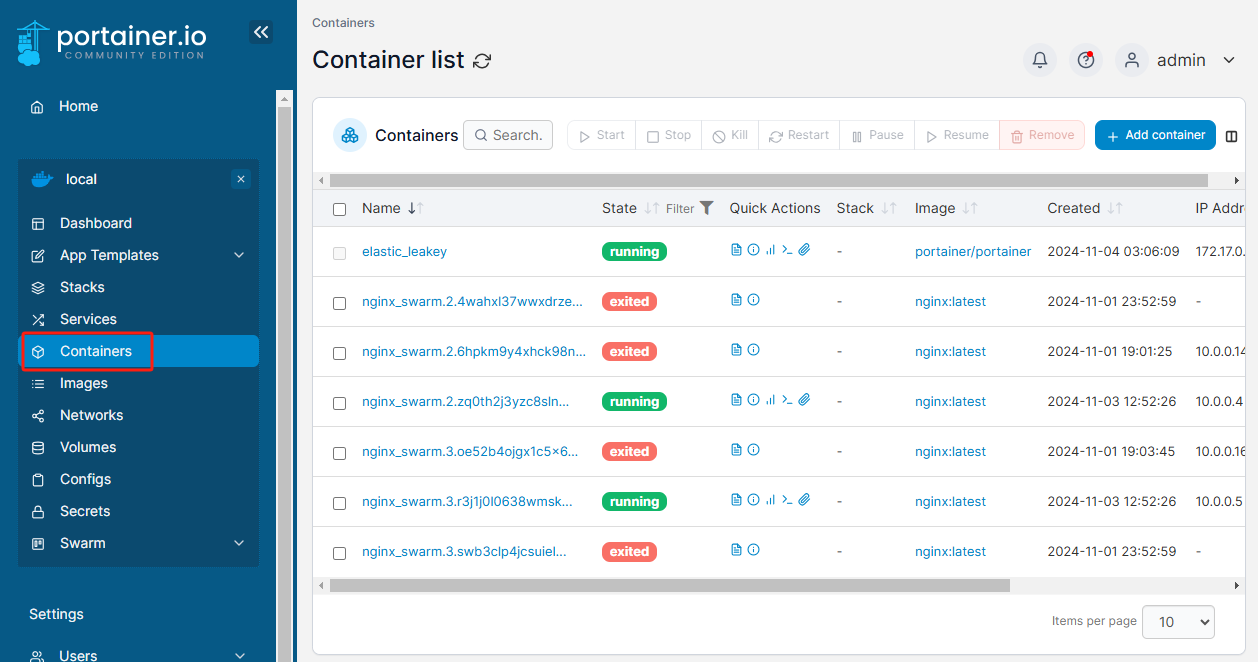 portainer.io
COMMUNITY EDITION
Home
local
Dashboard
App Templates
Stacks
Services
Containers
Images
Networks
Volumes
Configs
Secrets
Swarm
Settings
Users
Containers
Container list
admin
Containers Search. Start Stop Kill Restart Pause Resume Remove + Add container
Name State Filter Quick Actions Stack Image Created IP Addr
elastic_leakey running - portainer/portainer 2024-11-04 03:06:09 172.17.0.
nginx_swarm.2.4wahxl37wwxdrze... exited - nginx:latest 2024-11-01 23:52:59 -
nginx_swarm.2.6hpkm9y4xhck98n... exited - nginx:latest 2024-11-01 19:01:25 10.0.0.14
nginx_swarm.2.zq0th2j3yzc8sln... running - nginx:latest 2024-11-03 12:52:26 10.0.0.4
nginx_swarm.3.oe52b4ojgx1c5x6... exited - nginx:latest 2024-11-01 19:03:45 10.0.0.16
nginx_swarm.3.r3j1j0l0638wmsk... running - nginx:latest 2024-11-03 12:52:26 10.0.0.5
nginx_swarm.3.swb3clp4jcsuiel... exited - nginx:latest 2024-11-01 23:52:59 -
Items per page 10